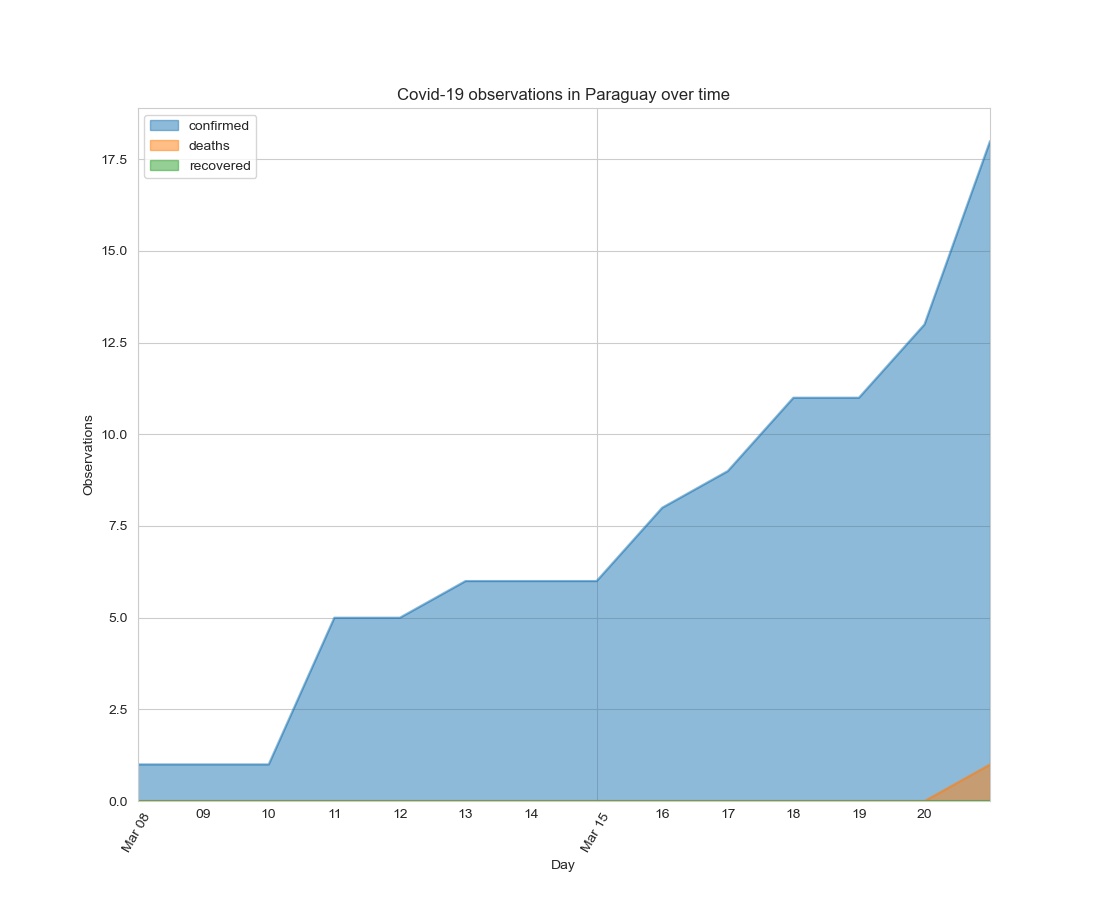 Covid-19 observations in Paraguay over time
confirmed
deaths
recovered
17.5
15.0
12.5
10.0
7.5
5.0
2.5
0.0
Observations
Mar 08 09 10 11 12 13 14 Mar 15 16 17 18 19 20
Day